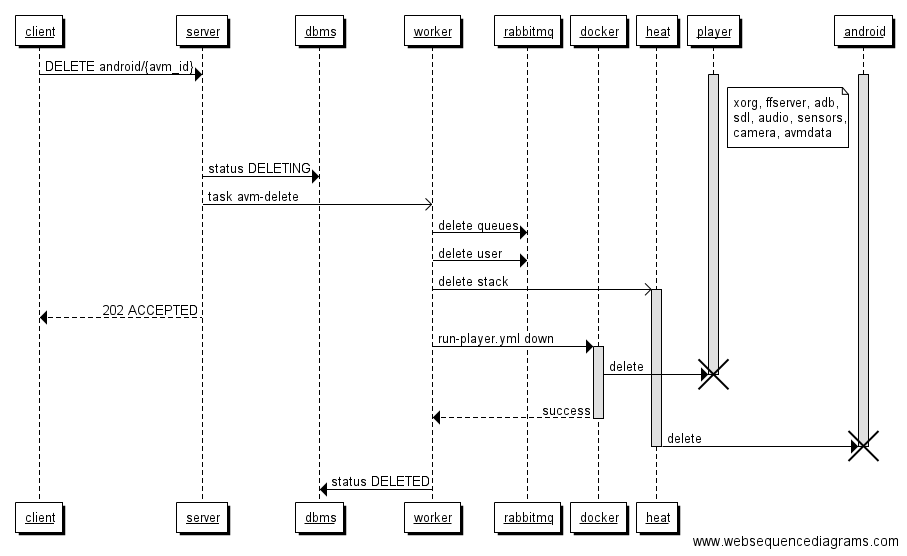 client
server
dbms
worker
rabbitmq
docker
heat
player
android
DELETE android/{avm_id}
xorg, ffserver, adb,
sdl, audio, sensors,
camera, avmdata
status DELETING
task avm-delete
delete queues
delete user
delete stack
202 ACCEPTED
run-player.yml down
delete
success
delete
status DELETED
client
server
dbms
worker
rabbitmq
docker
heat
www.websequencediagrams.com